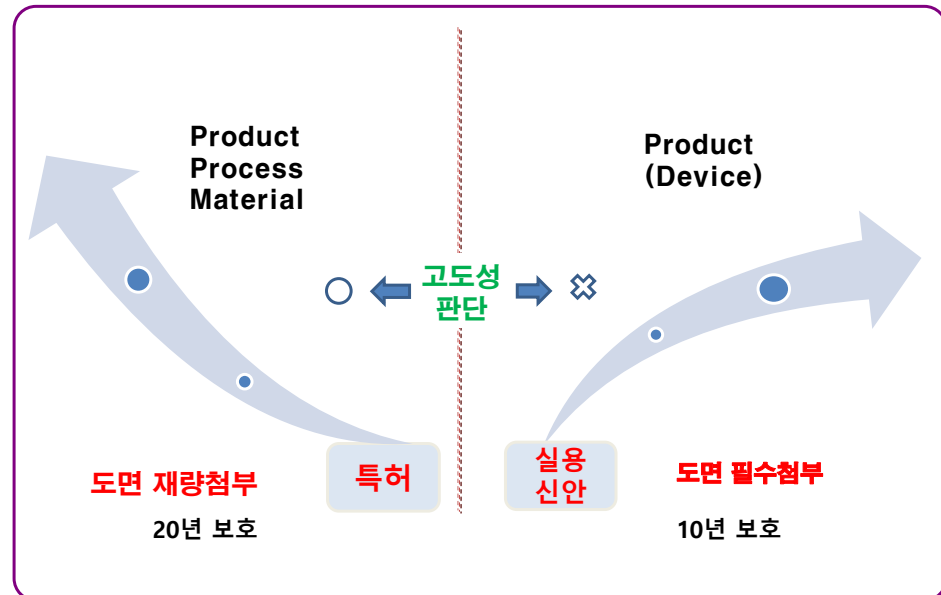 Product
Process
Material
Product
(Device)
고도성
판단
특허
실용
신안
도면 재량첨부
20년 보호
도면 필수첨부
10년 보호